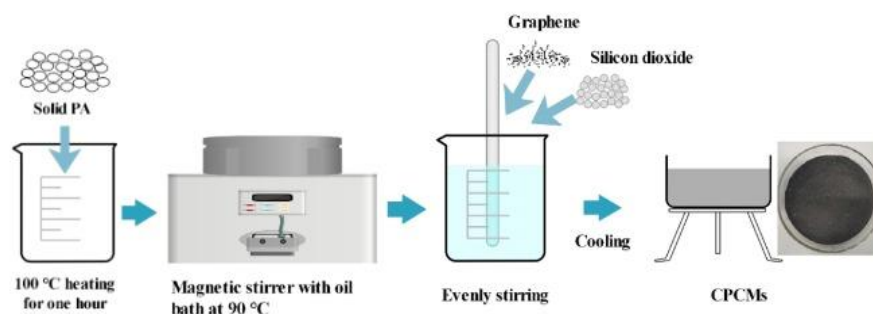 Graphene
Silicon dioxide
Solid PA
100 °C heating
for one hour
Magnetic stirrer with oil
bath at 90 °C
Evenly stirring
Cooling
CPCMs